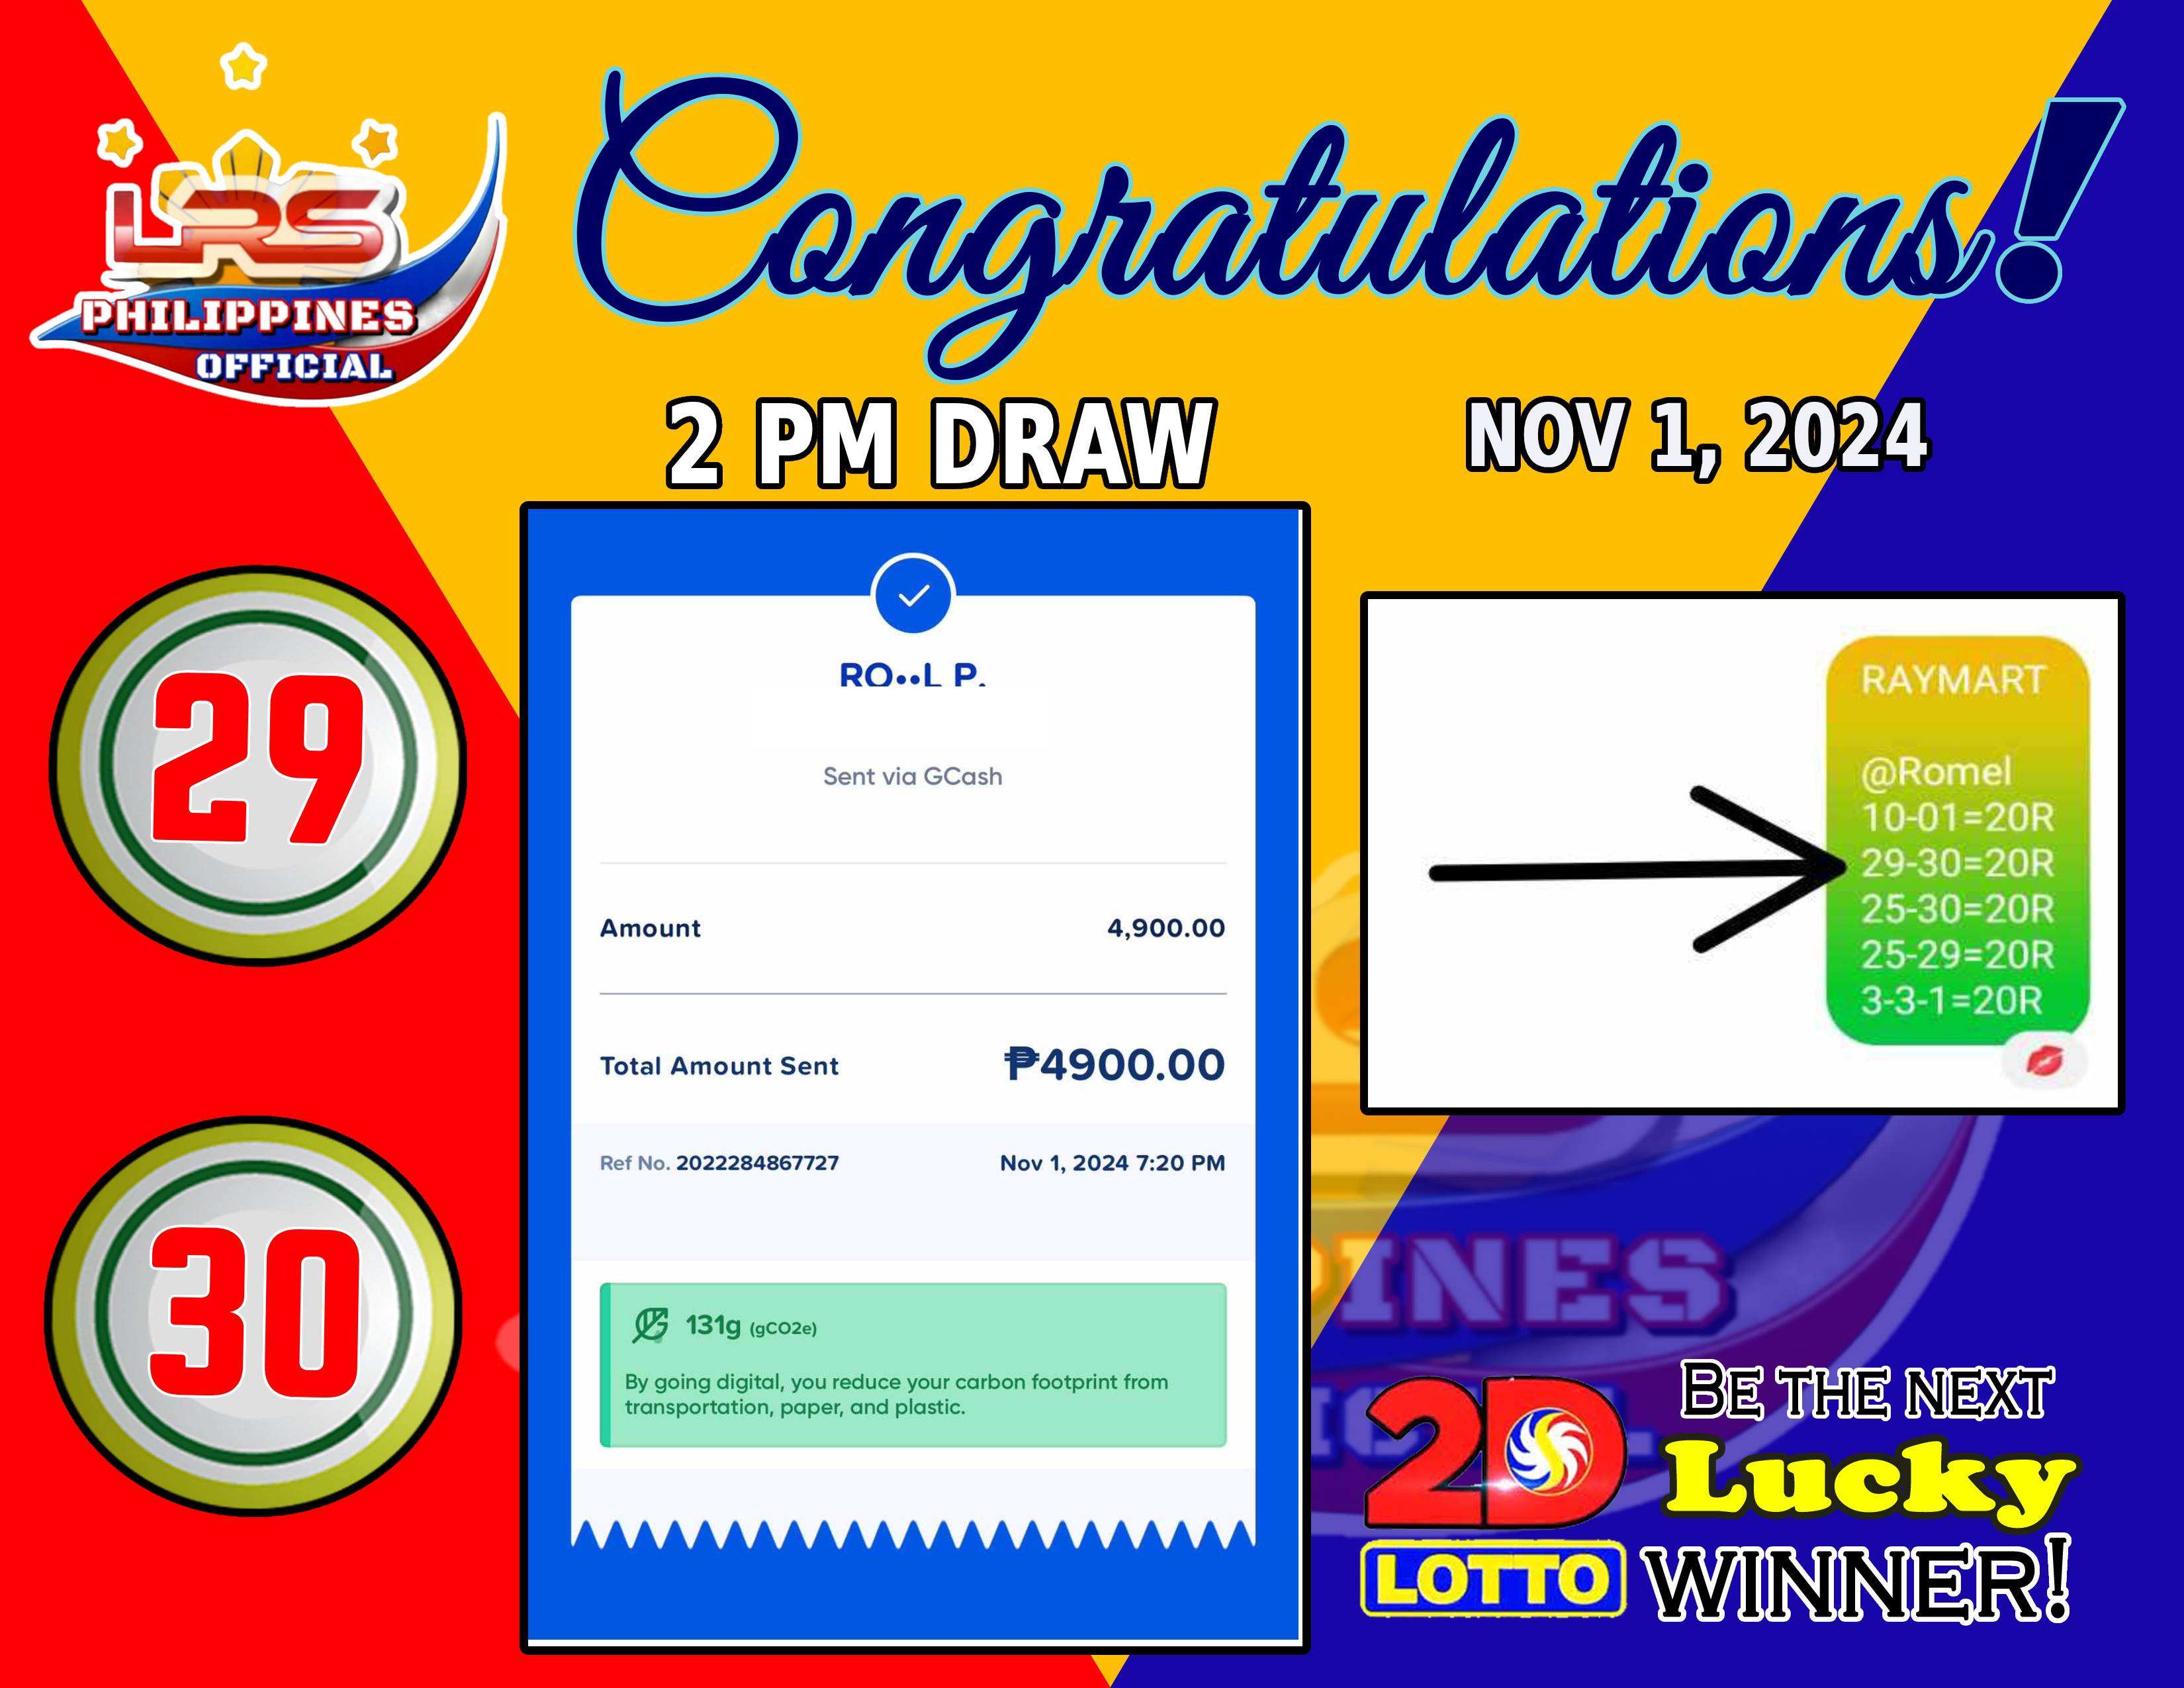 LRS
PHILIPPINES
OFFICIAL
Congratulations!
2 PM DRAW
NOV 1, 2024
29
30
RO••L P.
Sent via GCash
Amount 4,900.00
Total Amount Sent ₱4900.00
Ref No. 2022284867727 Nov 1, 2024 7:20 PM
131g (gCO2e)
By going digital, you reduce your carbon footprint from
transportation, paper, and plastic.
RAYMART
@Romel
10-01=20R
29-30=20R
25-30=20R
25-29=20R
3-3-1=20R
PINES
2D
LOTTO
BE THE NEXT
Lucky
WINNER!